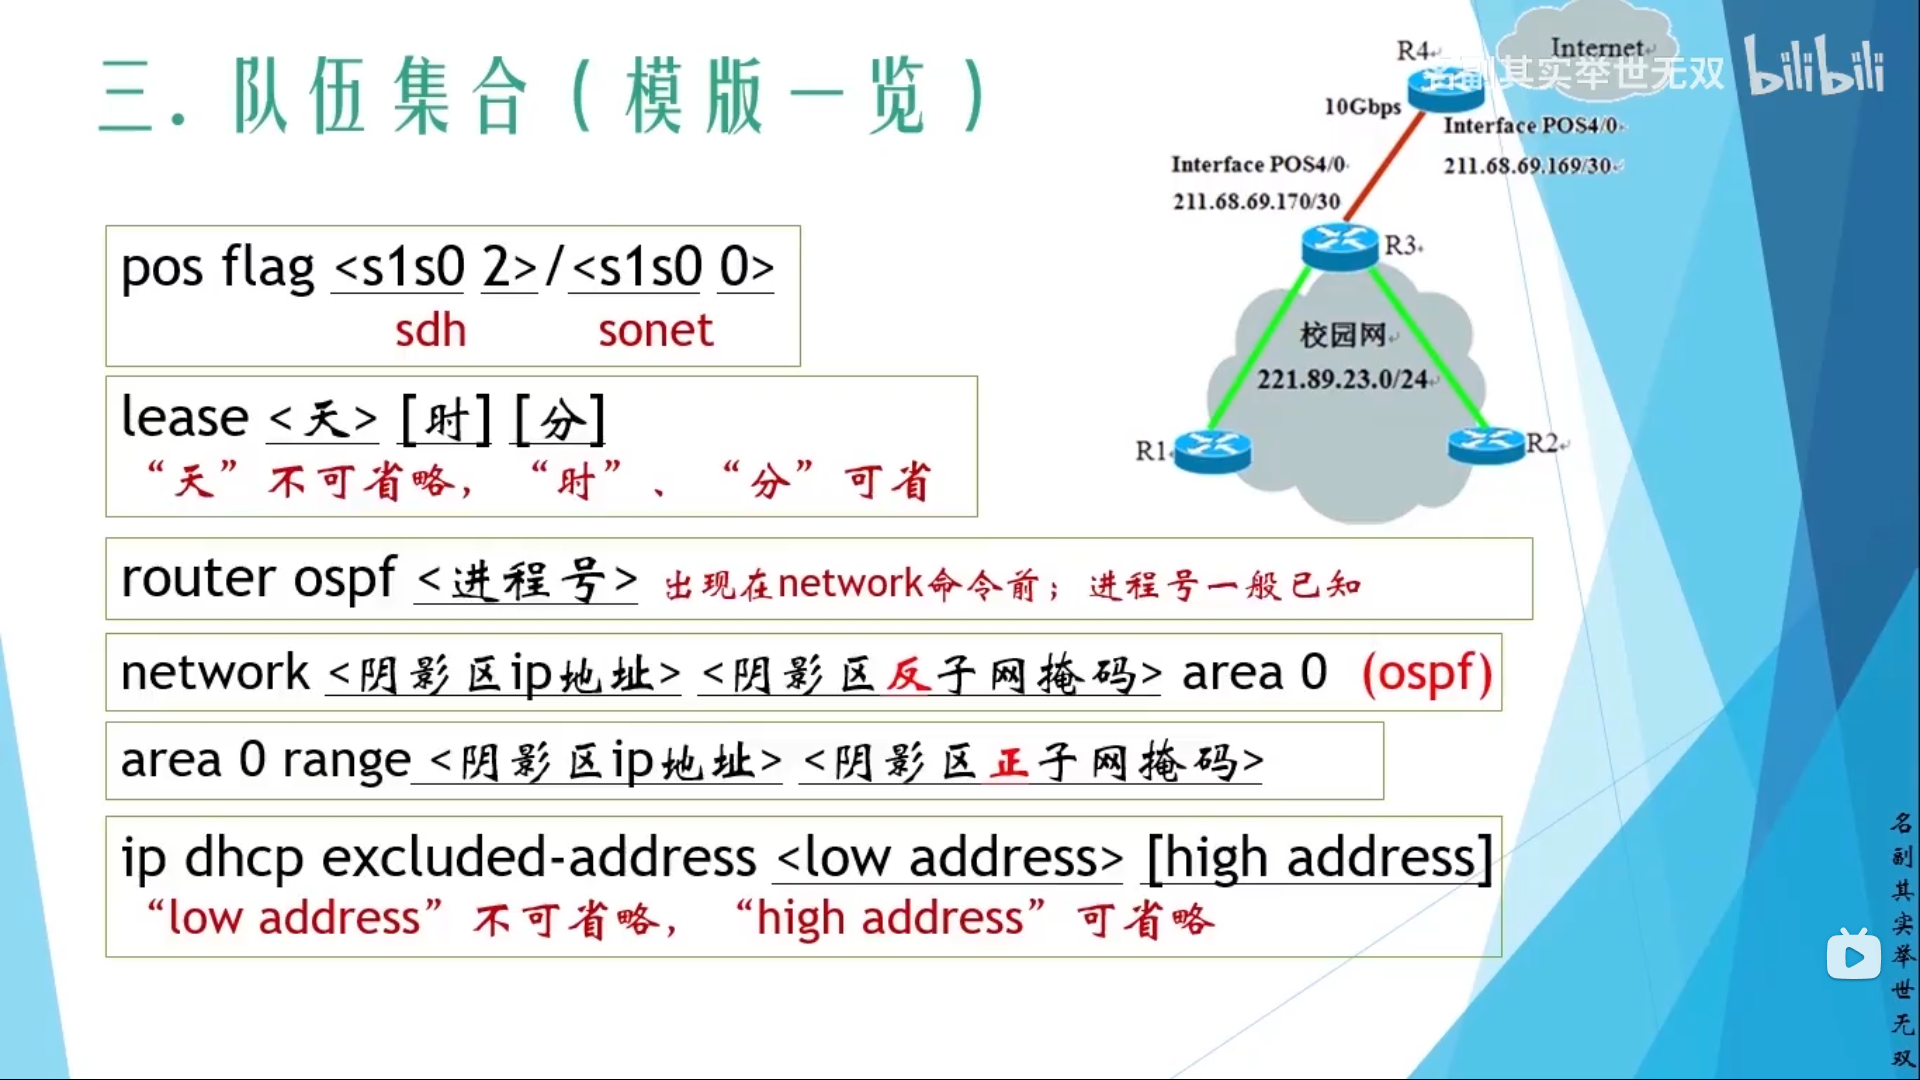 三. 队伍集合(模版一览)
名副其实举世无双 bilibili
Internet
R4
10Gbps
Interface POS4/0
211.68.69.169/30
Interface POS4/0
211.68.69.170/30
R3
校园网
221.89.23.0/24
R1
R2
pos flag <s1s0 2>/<s1s0 0>
sdh sonet
lease <天> [时] [分]
“天”不可省略，“时”、“分”可省
router ospf <进程号> 出现在network命令前；进程号一般已知
network <阴影区ip地址> <阴影区反子网掩码> area 0 (ospf)
area 0 range <阴影区ip地址> <阴影区正子网掩码>
ip dhcp excluded-address <low address> [high address]
“low address”不可省略，“high address”可省略
名副其实举世无双